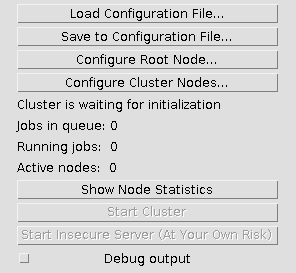 Load Configuration File...
Save to Configuration File...
Configure Root Node...
Configure Cluster Nodes...
Cluster is waiting for initialization
Jobs in queue: 0
Running jobs: 0
Active nodes: 0
Show Node Statistics
Start Cluster
Start Insecure Server (At Your Own Risk)
Debug output